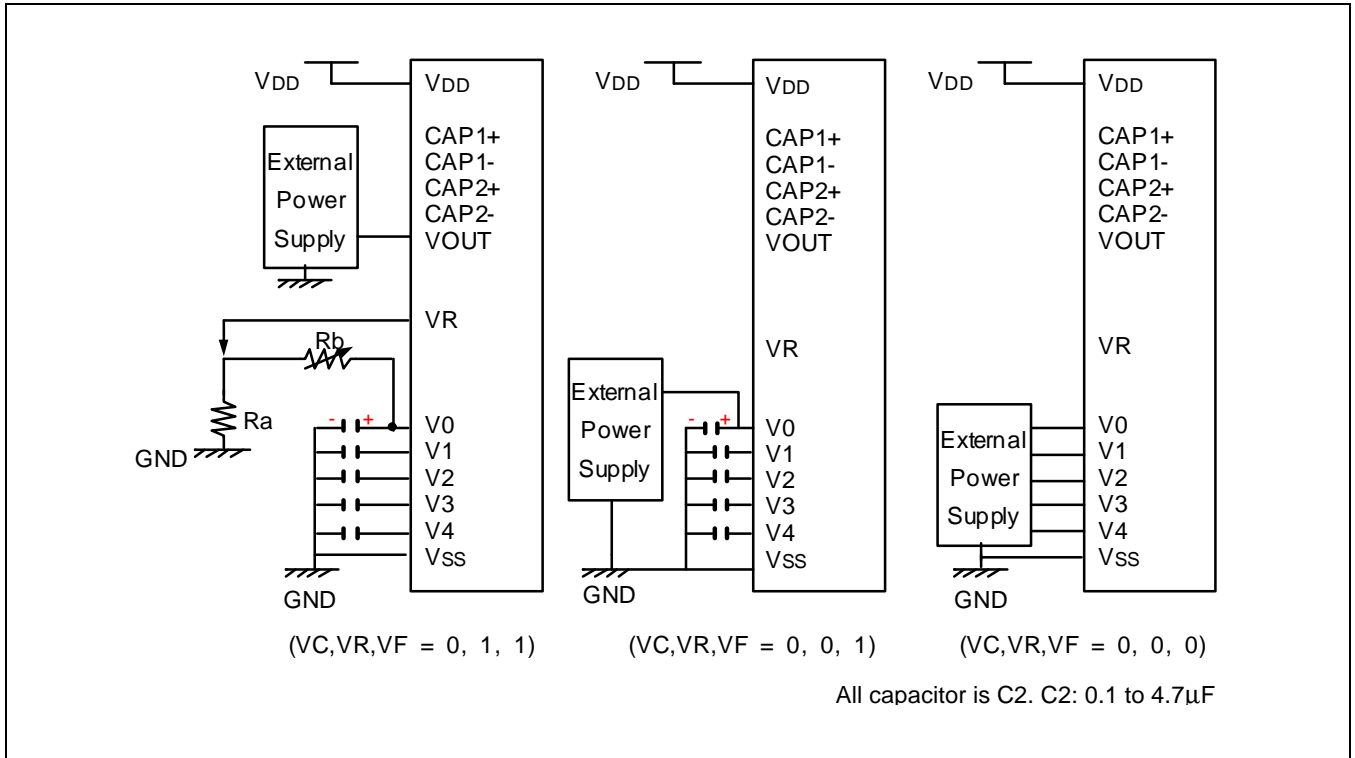 VDD
VDD
CAP1+
CAP1-
CAP2+
CAP2-
VOUT
External
Power
Supply
VR
Rb
Ra
GND
- +
V0
V1
V2
V3
V4
VSS
GND
(VC,VR,VF = 0, 1, 1)
VDD
VDD
CAP1+
CAP1-
CAP2+
CAP2-
VOUT
VR
External
Power
Supply
- +
V0
V1
V2
V3
V4
VSS
GND
(VC,VR,VF = 0, 0, 1)
VDD
VDD
CAP1+
CAP1-
CAP2+
CAP2-
VOUT
VR
External
Power
Supply
V0
V1
V2
V3
V4
VSS
GND
(VC,VR,VF = 0, 0, 0)
All capacitor is C2. C2: 0.1 to 4.7μF